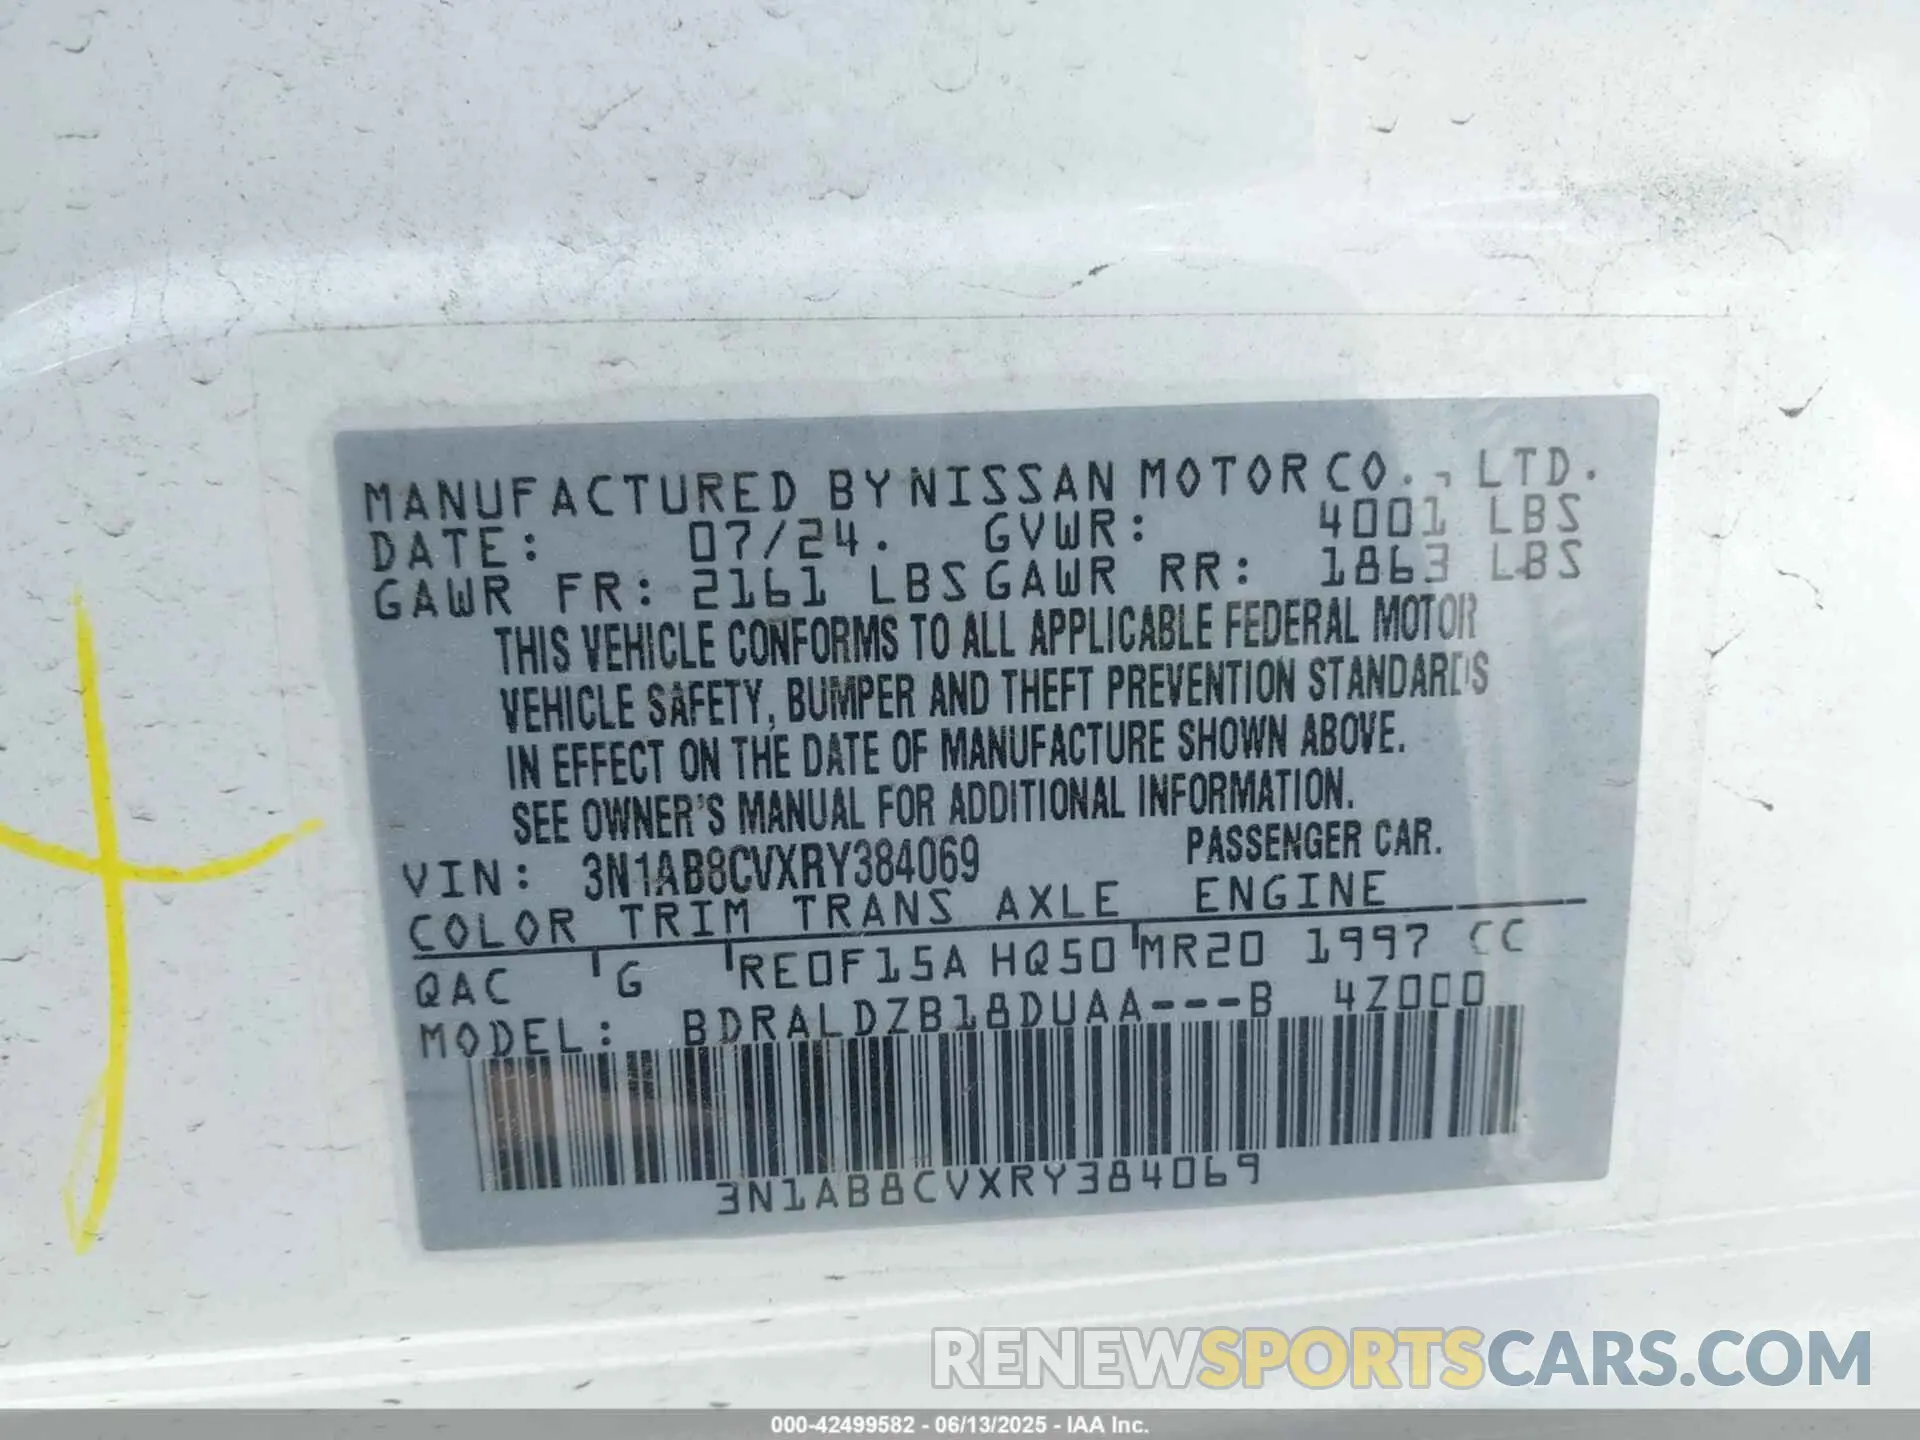 MANUFACTURED BY NISSAN MOTOR CO., LTD.
DATE: 07/24. GVWR: 4001 LBS
GAWR FR: 2161 LBS GAWR RR: 1863 LBS
THIS VEHICLE CONFORMS TO ALL APPLICABLE FEDERAL MOTOR
VEHICLE SAFETY, BUMPER AND THEFT PREVENTION STANDARDS
IN EFFECT ON THE DATE OF MANUFACTURE SHOWN ABOVE.
SEE OWNER'S MANUAL FOR ADDITIONAL INFORMATION.
VIN: 3N1AB8CVXRY384069 PASSENGER CAR.
COLOR TRIM TRANS AXLE ENGINE
QAC G RE0F15A HQ50 MR20 1997 CC
MODEL: BDRALDZB18DUAA---B 4Z000
3N1AB8CVXRY384069
RENEWSPORTSCARS.COM
000-42499582 - 06/13/2025 - IAA Inc.